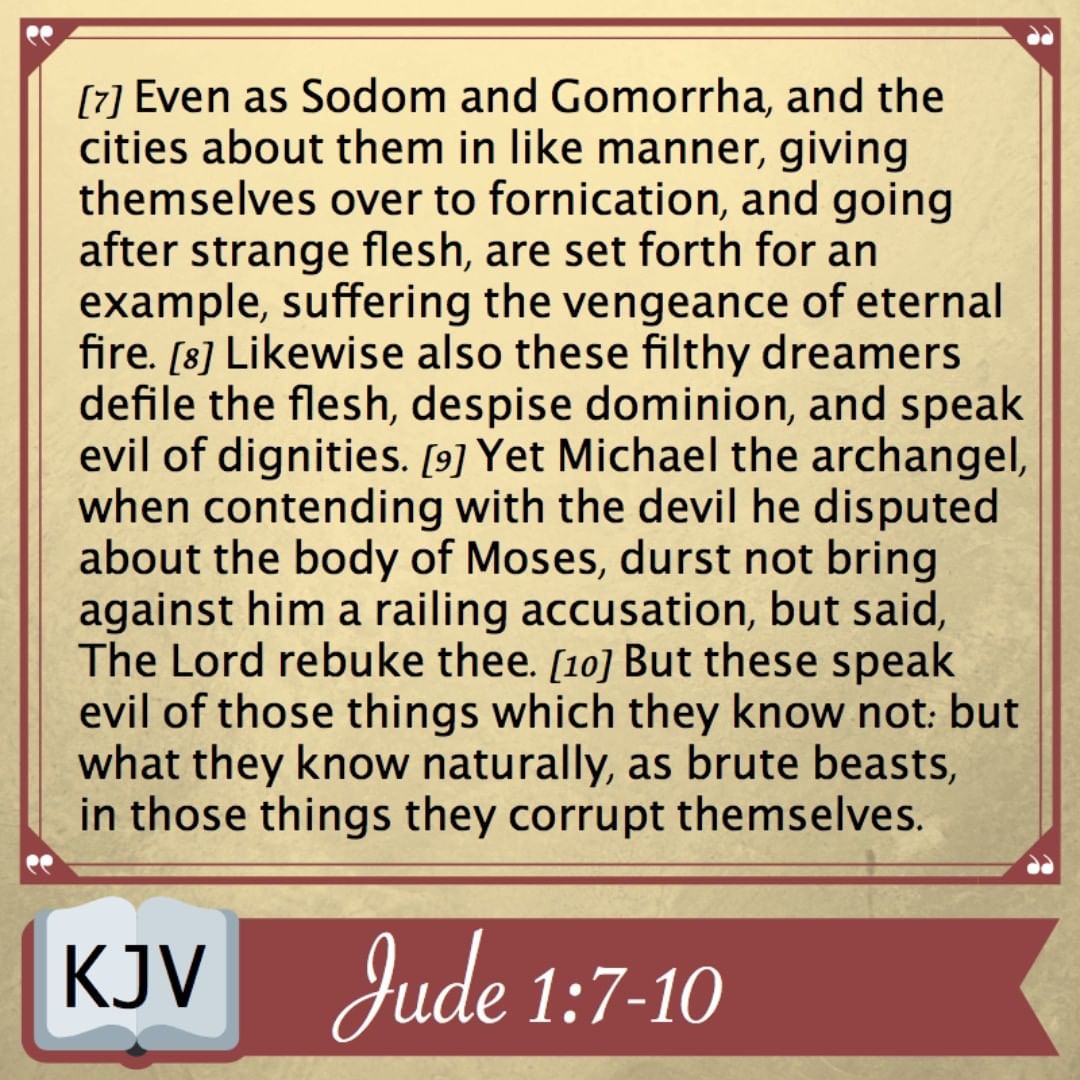 [7] Even as Sodom and Gomorrha, and the
cities about them in like manner, giving
themselves over to fornication, and going
after strange flesh, are set forth for an
example, suffering the vengeance of eternal
fire. [8] Likewise also these filthy dreamers
defile the flesh, despise dominion, and speak
evil of dignities. [9] Yet Michael the archangel,
when contending with the devil he disputed
about the body of Moses, durst not bring
against him a railing accusation, but said,
The Lord rebuke thee. [10] But these speak
evil of those things which they know not: but
what they know naturally, as brute beasts,
in those things they corrupt themselves.
KJV
Jude 1:7-10